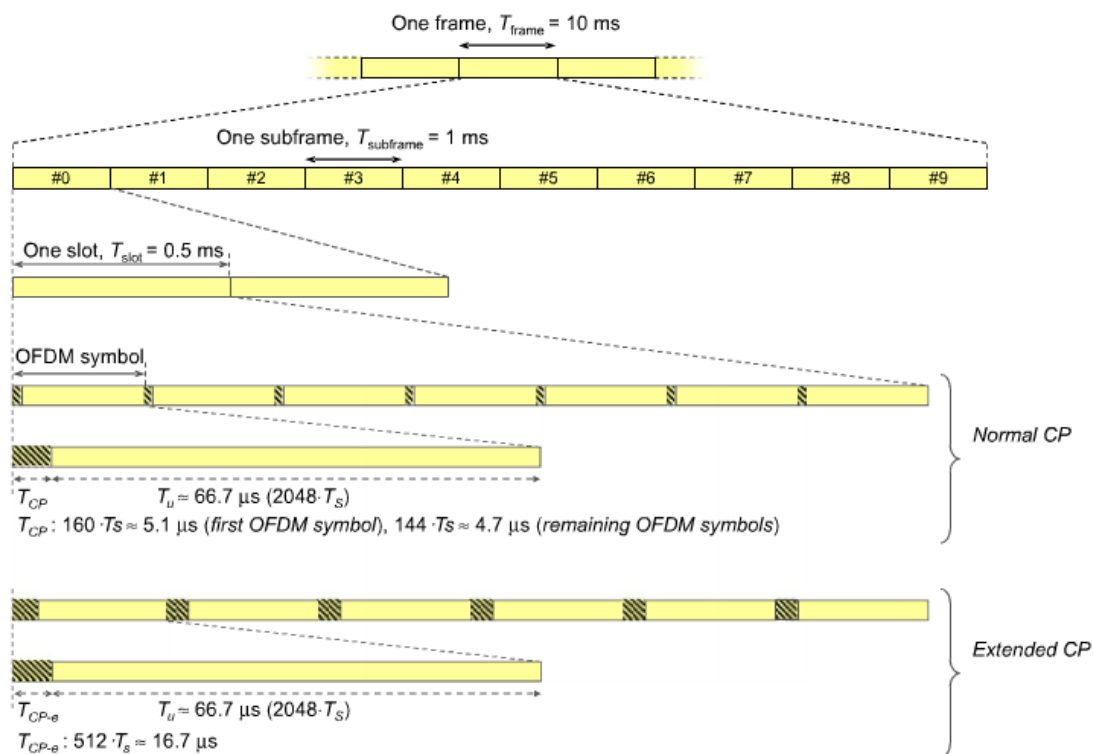 One frame, T_frame = 10 ms
One subframe, T_subframe = 1 ms
#0 #1 #2 #3 #4 #5 #6 #7 #8 #9
One slot, T_slot = 0.5 ms
OFDM symbol
Normal CP
T_CP T_u ≈ 66.7 μs (2048·T_S)
T_CP : 160 ·Ts ≈ 5.1 μs (first OFDM symbol), 144 ·Ts ≈ 4.7 μs (remaining OFDM symbols)
Extended CP
T_CP-e T_u ≈ 66.7 μs (2048·T_S)
T_CP-e : 512 ·T_s ≈ 16.7 μs